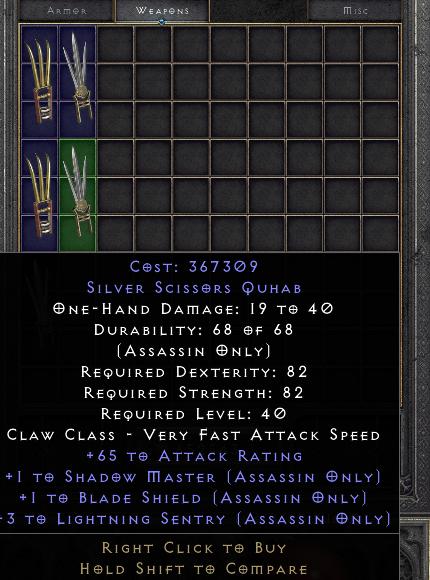 Armor
Weapons
Misc
Cost: 367309
Silver Scissors Quhab
One-Hand Damage: 19 to 40
Durability: 68 of 68
(Assassin Only)
Required Dexterity: 82
Required Strength: 82
Required Level: 40
Claw Class - Very Fast Attack Speed
+65 to Attack Rating
+1 to Shadow Master (Assassin Only)
+1 to Blade Shield (Assassin Only)
+3 to Lightning Sentry (Assassin Only)
Right Click to Buy
Hold Shift to Compare